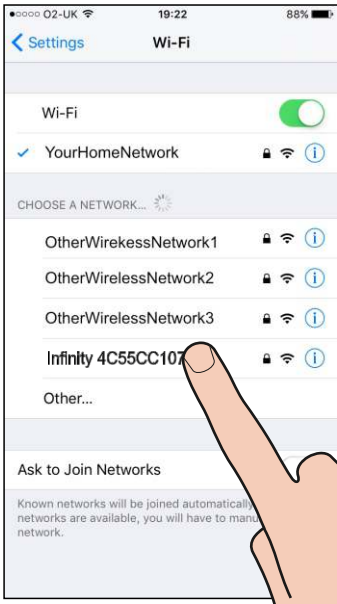 O2-UK 19:22 88%
Settings Wi-Fi
Wi-Fi
YourHomeNetwork
CHOOSE A NETWORK...
OtherWirekessNetwork1
OtherWirelessNetwork2
OtherWirelessNetwork3
Infinity 4C55CC107
Other...
Ask to Join Networks
Known networks will be joined automatically
networks are available, you will have to
network.